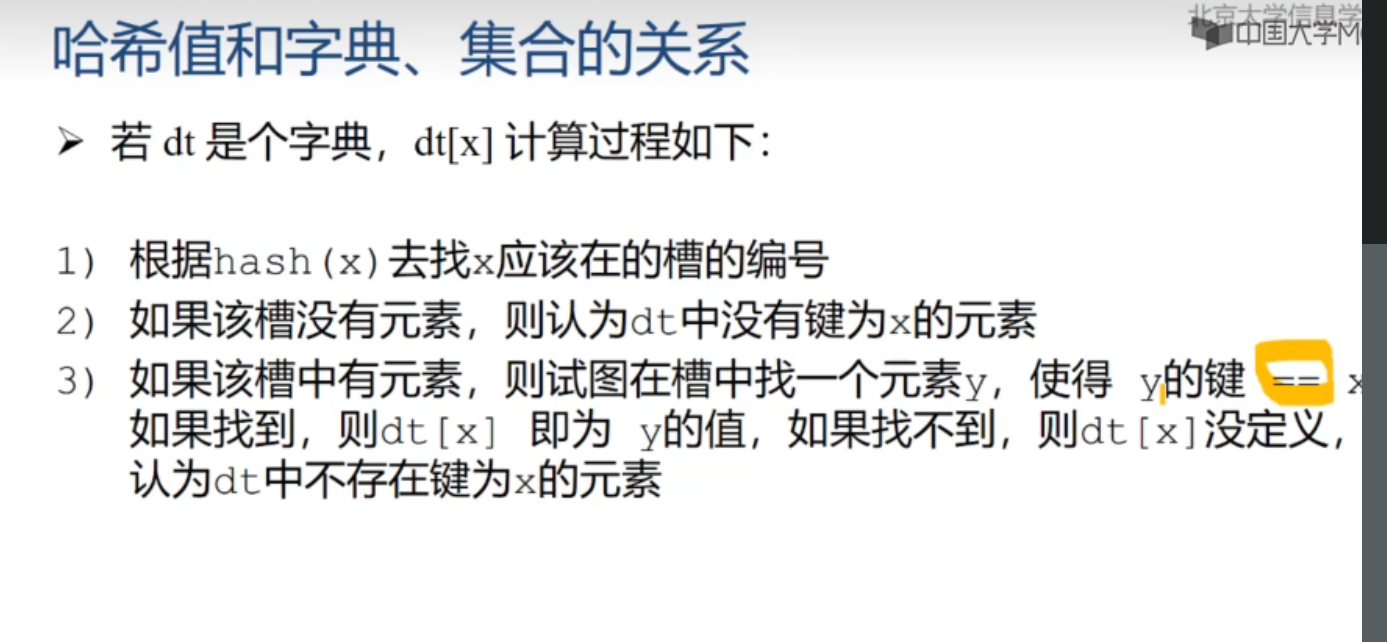 北京大学信息学
中国大学M
哈希值和字典、集合的关系
➢ 若 dt 是个字典，dt[x] 计算过程如下：
1) 根据hash(x)去找x应该在的槽的编号
2) 如果该槽没有元素，则认为dt中没有键为x的元素
3) 如果该槽中有元素，则试图在槽中找一个元素y，使得 y的键 == x
如果找到，则dt[x] 即为 y的值，如果找不到，则dt[x]没定义，
认为dt中不存在键为x的元素